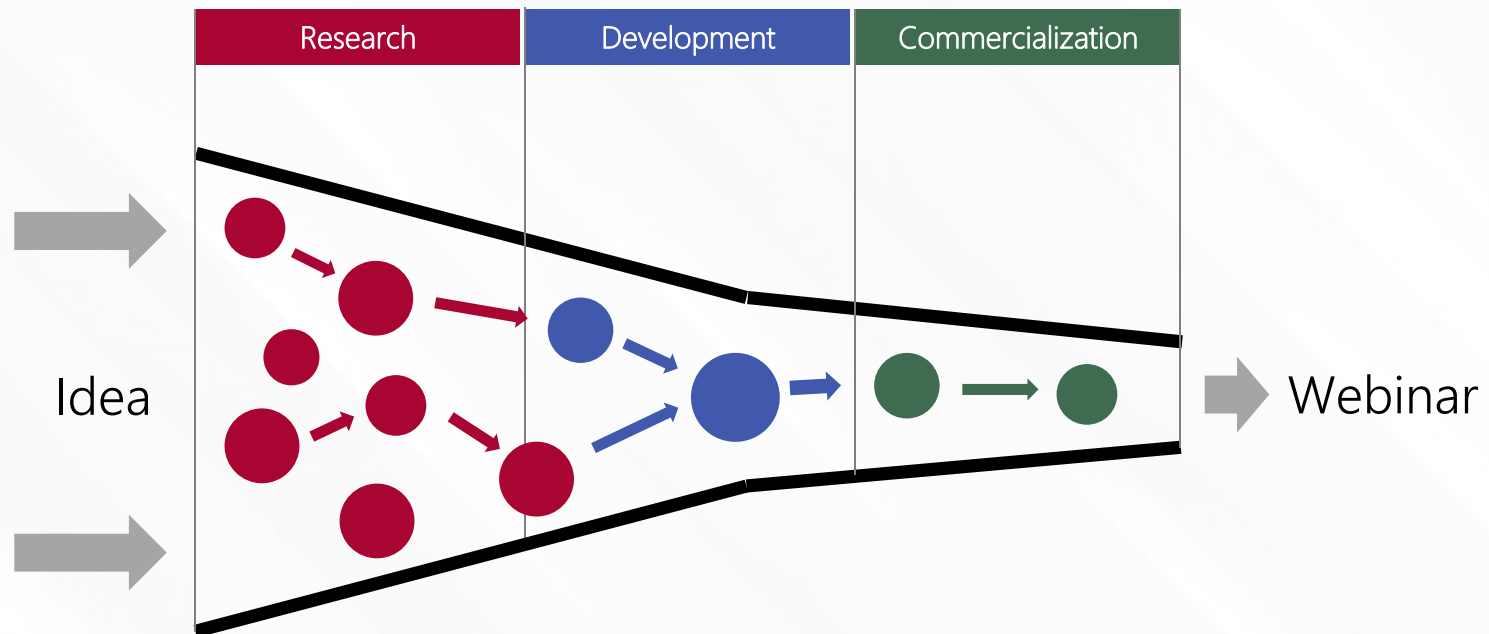 Research
Development
Commercialization
Idea
Webinar